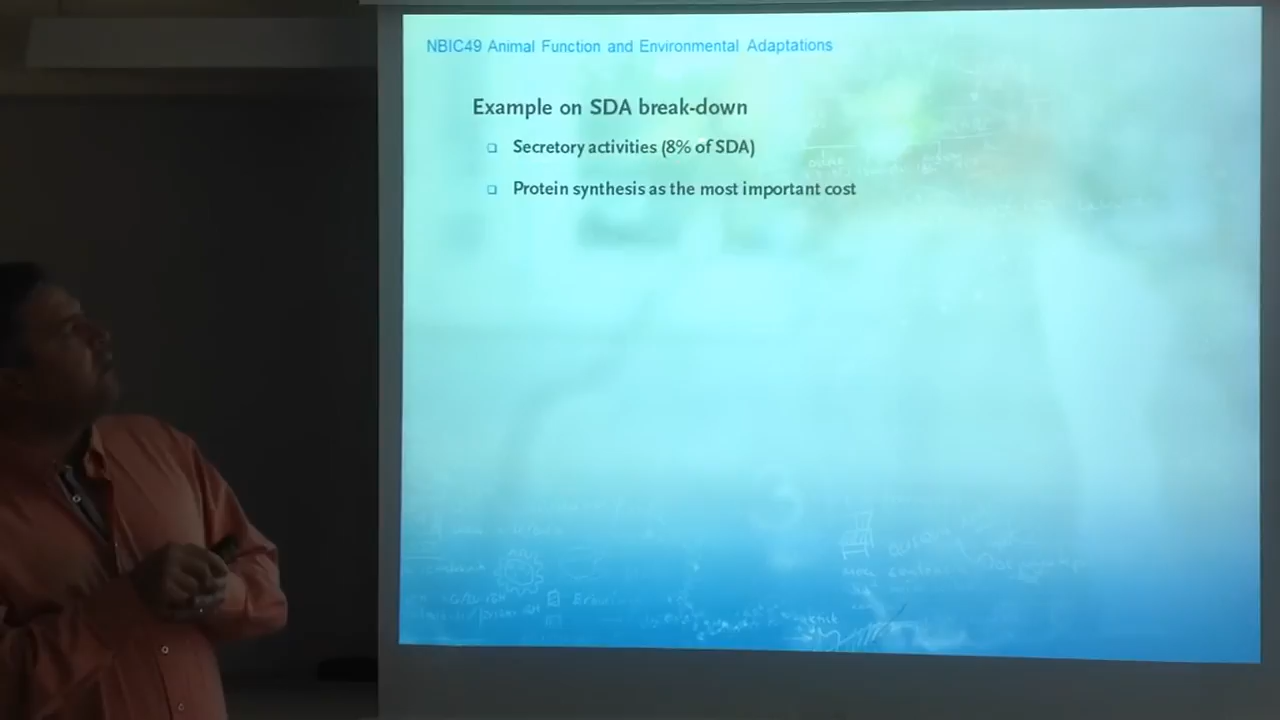 NBIC49 Animal Function and Environmental Adaptations
Example on SDA break-down
Secretory activities (8% of SDA)
Protein synthesis as the most important cost